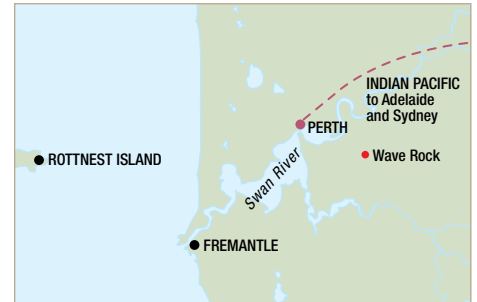 INDIAN PACIFIC
to Adelaide
and Sydney
PERTH
ROTTNEST ISLAND
Wave Rock
Swan River
FREMANTLE